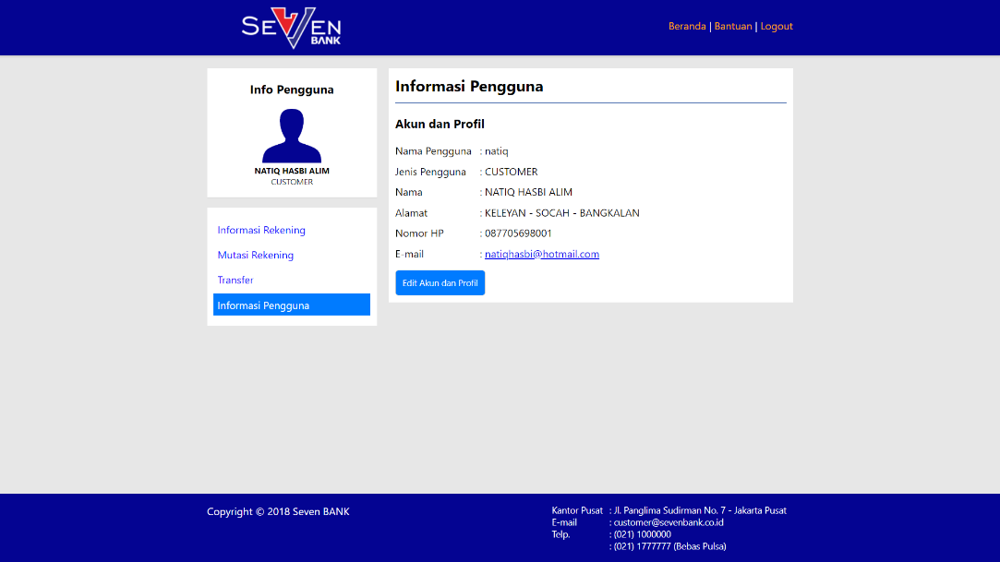 SEVEN
BANK
Beranda | Bantuan | Logout
Info Pengguna
NATIQ HASBI ALIM
CUSTOMER
Informasi Rekening
Mutasi Rekening
Transfer
Informasi Pengguna
Informasi Pengguna
Akun dan Profil
Nama Pengguna : natiq
Jenis Pengguna : CUSTOMER
Nama : NATIQ HASBI ALIM
Alamat : KELEYAN - SOCAH - BANGKALAN
Nomor HP : 087705698001
E-mail : natiqhasbi@hotmail.com
Edit Akun dan Profil
Copyright © 2018 Seven BANK
Kantor Pusat : Jl. Panglima Sudirman No. 7 - Jakarta Pusat
E-mail : customer@sevenbank.co.id
Telp. : (021) 1000000
: (021) 1777777 (Bebas Pulsa)